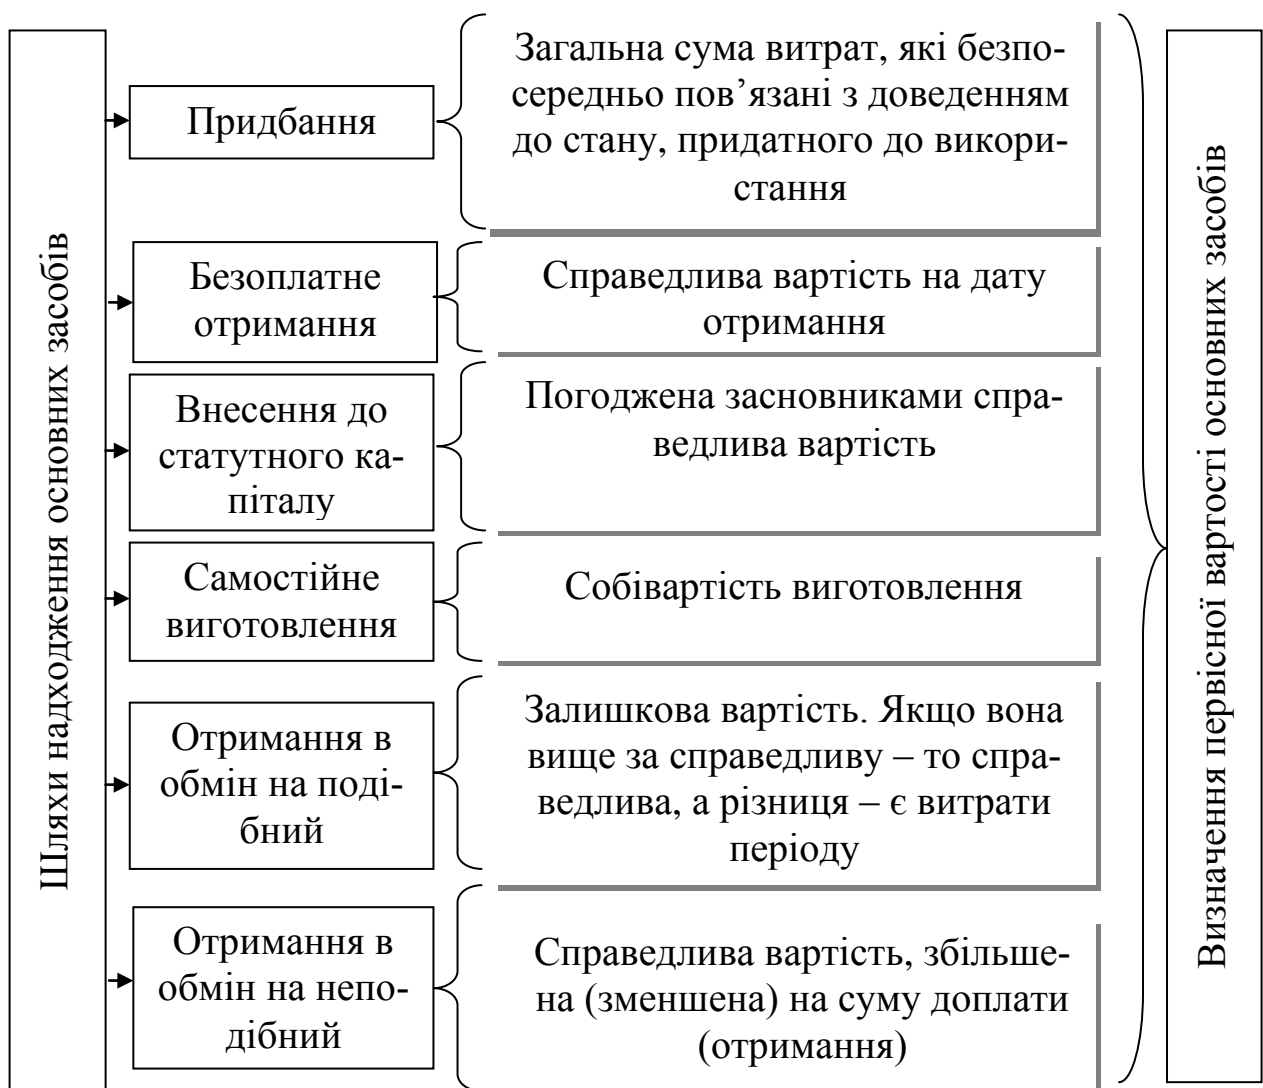 Шляхи надходження основних засобів
Придбання
Загальна сума витрат, які безпо-
середньо пов’язані з доведенням
до стану, придатного до викори-
стання
Безоплатне
отримання
Справедлива вартість на дату
отримання
Внесення до
статутного ка-
піталу
Погоджена засновниками спра-
ведлива вартість
Самостійне
виготовлення
Собівартість виготовлення
Отримання в
обмін на поді-
бний
Залишкова вартість. Якщо вона
вище за справедливу – то спра-
ведлива, а різниця – є витрати
періоду
Отримання в
обмін на непо-
дібний
Справедлива вартість, збільше-
на (зменшена) на суму доплати
(отримання)
Визначення первісної вартості основних засобів